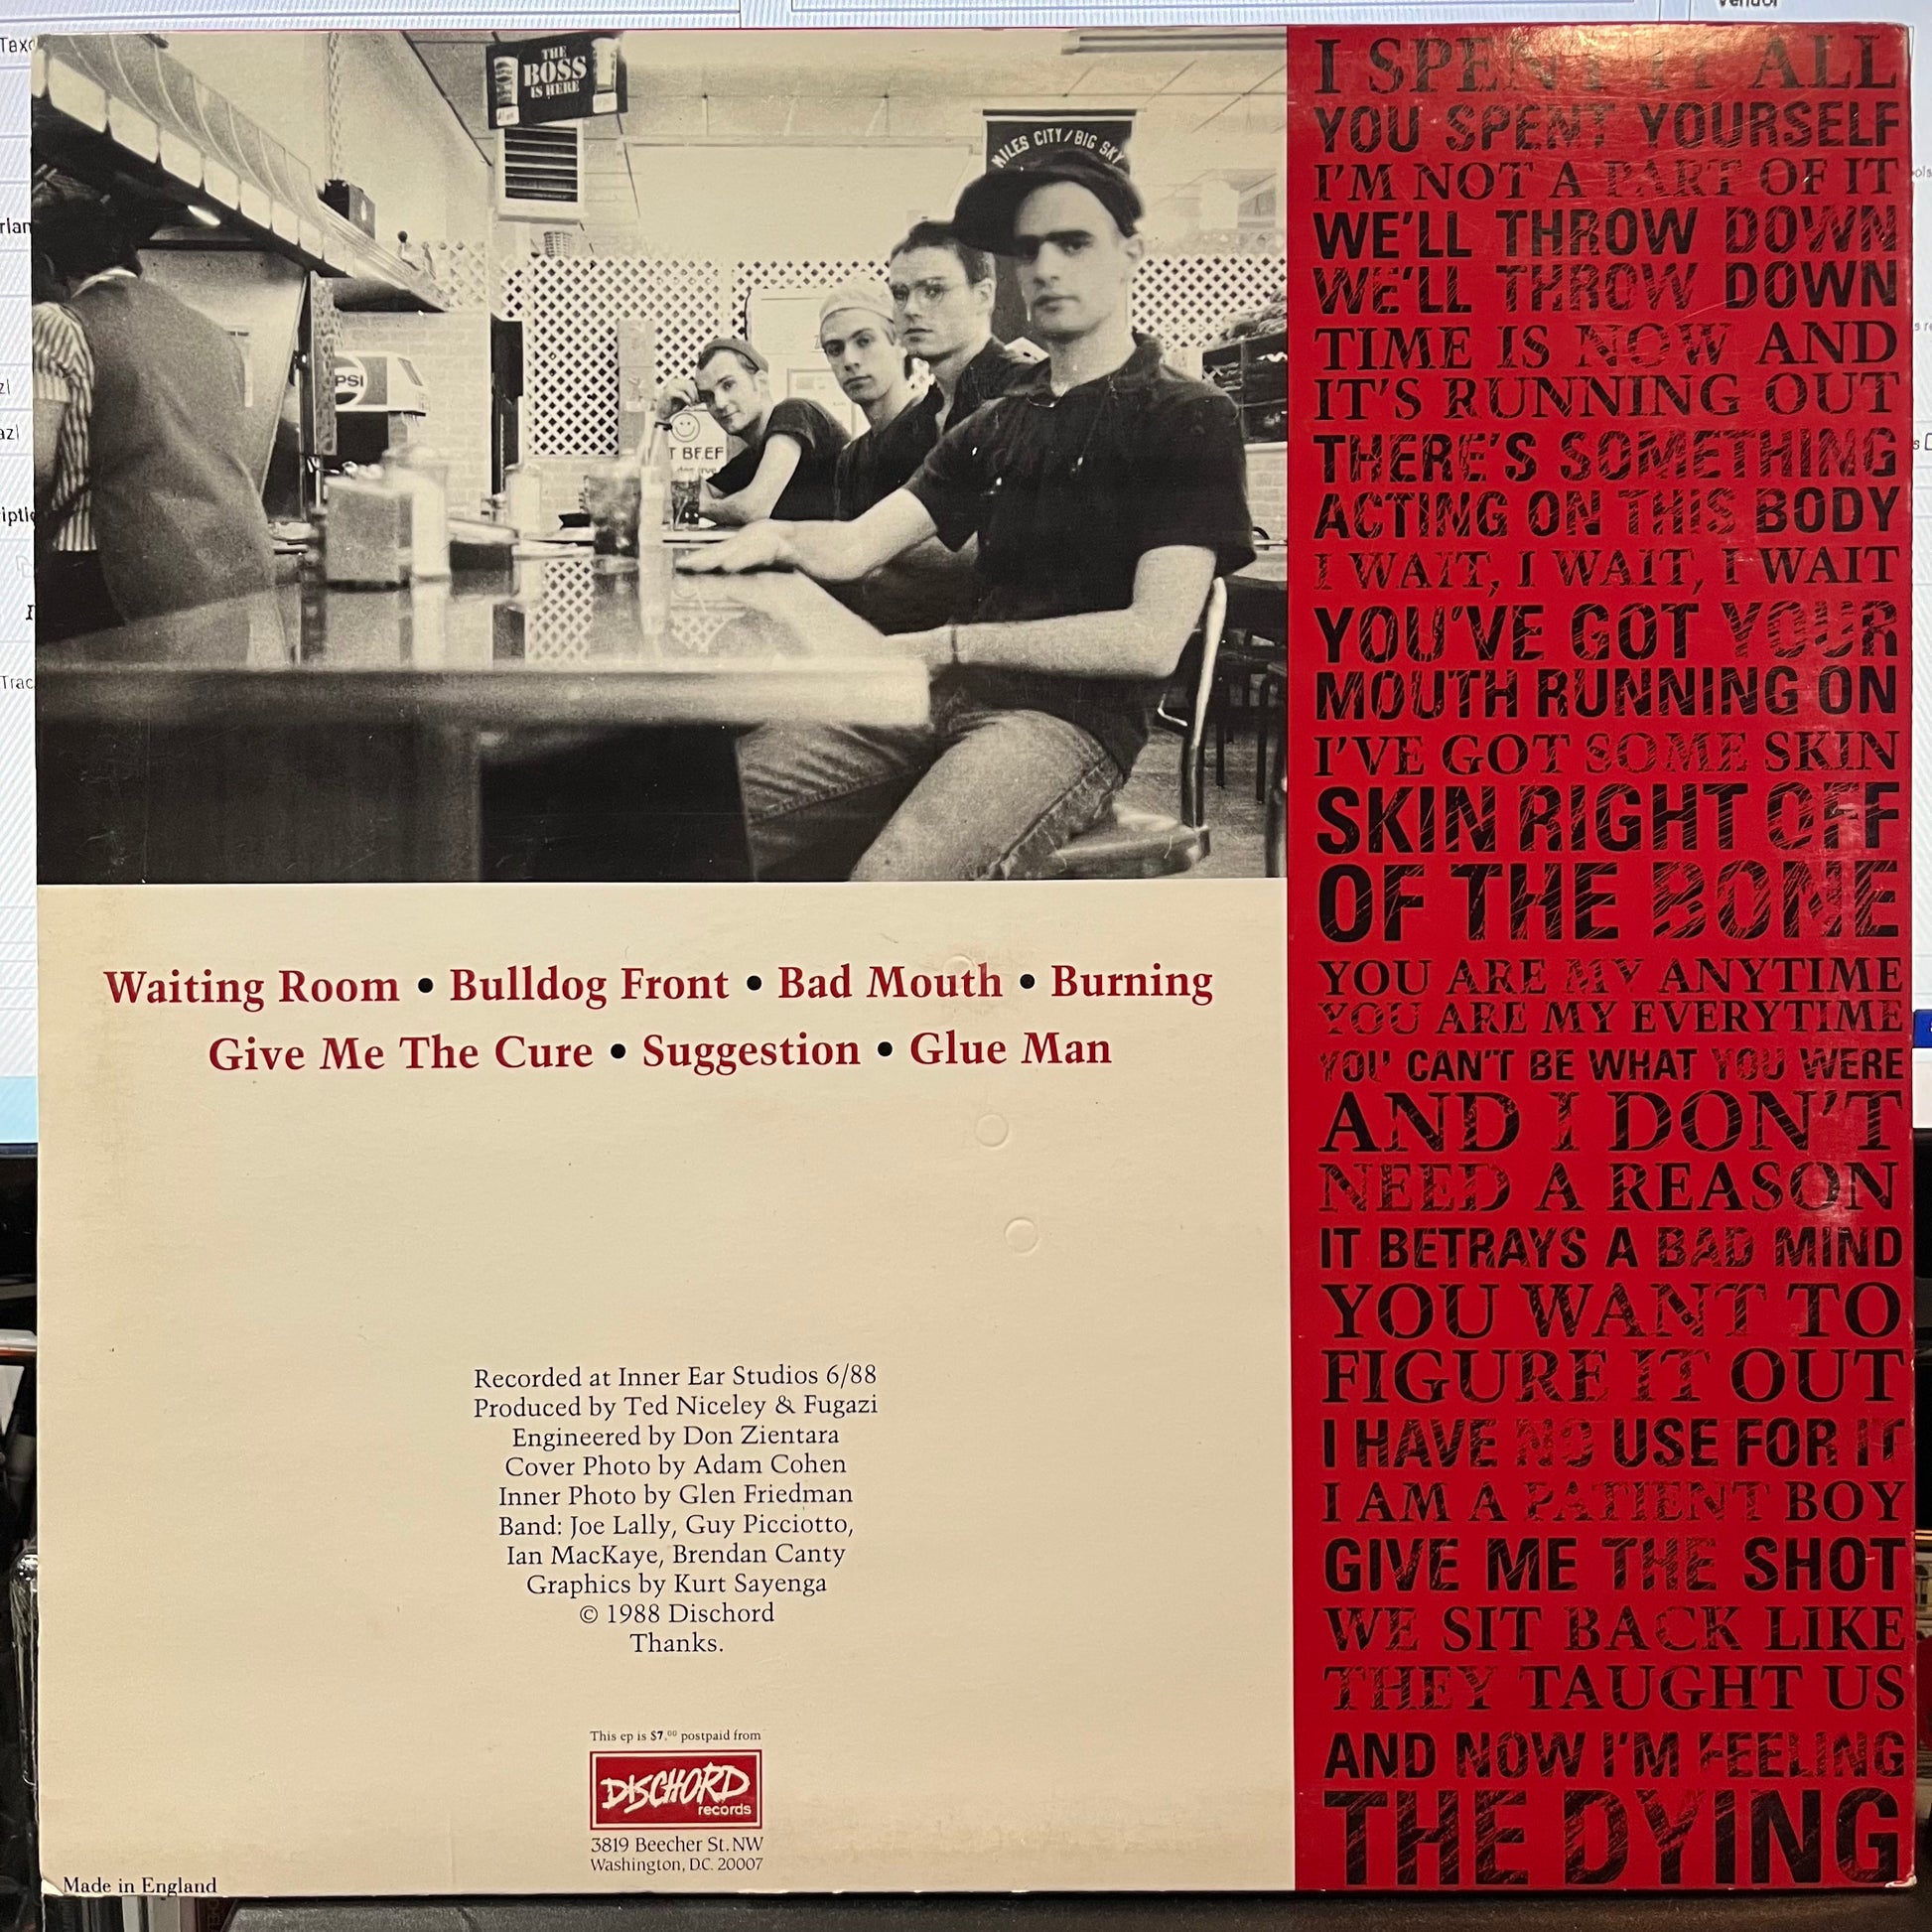 Vendor
THE
BOSS
IS HERE
MILES CITY/BIG SKY
PSI
T BEEF
Waiting Room • Bulldog Front • Bad Mouth • Burning
Give Me The Cure • Suggestion • Glue Man
Recorded at Inner Ear Studios 6/88
Produced by Ted Niceley & Fugazi
Engineered by Don Zientara
Cover Photo by Adam Cohen
Inner Photo by Glen Friedman
Band: Joe Lally, Guy Picciotto,
Ian MacKaye, Brendan Canty
Graphics by Kurt Sayenga
© 1988 Dischord
Thanks.
This ep is $7.00 postpaid from
DISCHORD
records
3819 Beecher St. NW
Washington, D.C. 20007
Made in England
I SPENT IT ALL
YOU SPENT YOURSELF
I'M NOT A PART OF IT
WE'LL THROW DOWN
WE'LL THROW DOWN
TIME IS NOW AND
IT'S RUNNING OUT
THERE'S SOMETHING
ACTING ON THIS BODY
I WAIT, I WAIT, I WAIT
YOU'VE GOT YOUR
MOUTH RUNNING ON
I'VE GOT SOME SKIN
SKIN RIGHT OFF
OF THE BONE
YOU ARE MY ANYTIME
YOU ARE MY EVERYTIME
YOU CAN'T BE WHAT YOU WERE
AND I DON'T
NEED A REASON
IT BETRAYS A BAD MIND
YOU WANT TO
FIGURE IT OUT
I HAVE NO USE FOR IT
I AM A PATIENT BOY
GIVE ME THE SHOT
WE SIT BACK LIKE
THEY TAUGHT US
AND NOW I'M FEELING
THE DYING